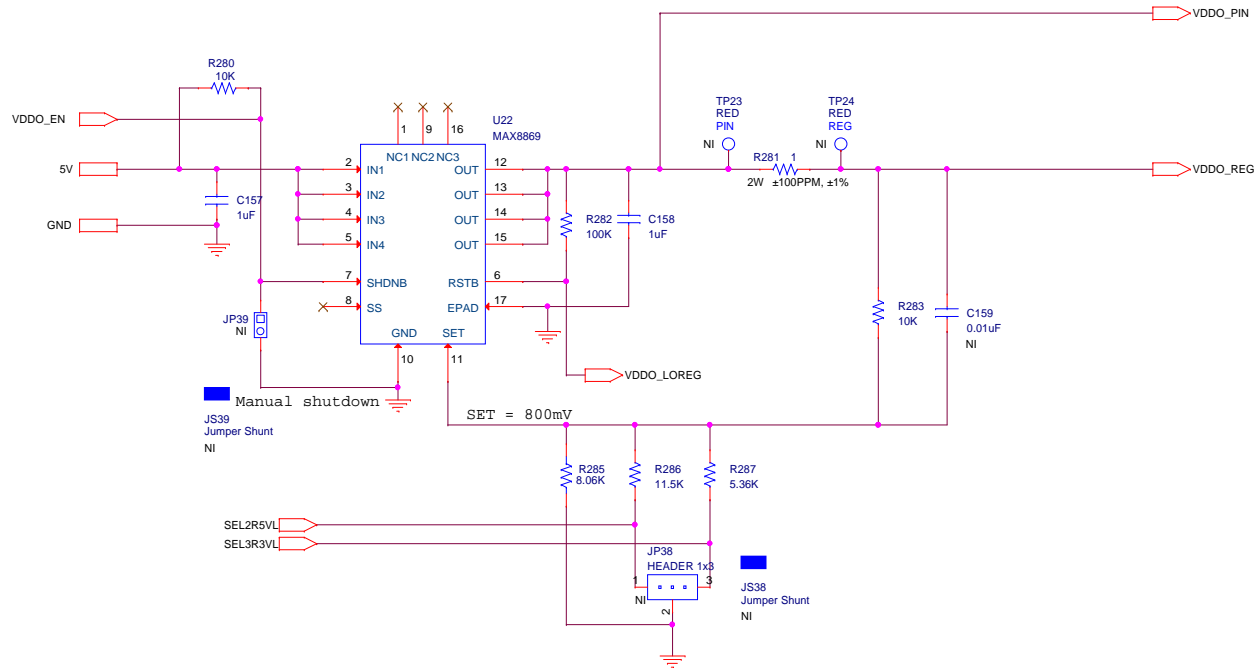 VDDO_PIN
R280
10K
VDDO_EN
TP23
RED
PIN
NI
TP24
RED
REG
NI
1
9
16
U22
MAX8869
NC1
NC2
NC3
5V
2
IN1
OUT
12
R281
1
2W ±100PPM, ±1%
VDDO_REG
3
IN2
OUT
13
C157
1uF
4
IN3
OUT
14
R282
100K
C158
1uF
GND
5
IN4
OUT
15
7
SHDNB
RSTB
6
8
SS
EPAD
17
R283
10K
C159
0.01uF
NI
JP39
NI
GND
SET
10
11
VDDO_LOREG
Manual shutdown
JS39
Jumper Shunt
NI
SET = 800mV
R285
8.06K
R286
11.5K
R287
5.36K
SEL2R5VL
SEL3R3VL
JP38
HEADER 1x3
1
3
NI
2
JS38
Jumper Shunt
NI